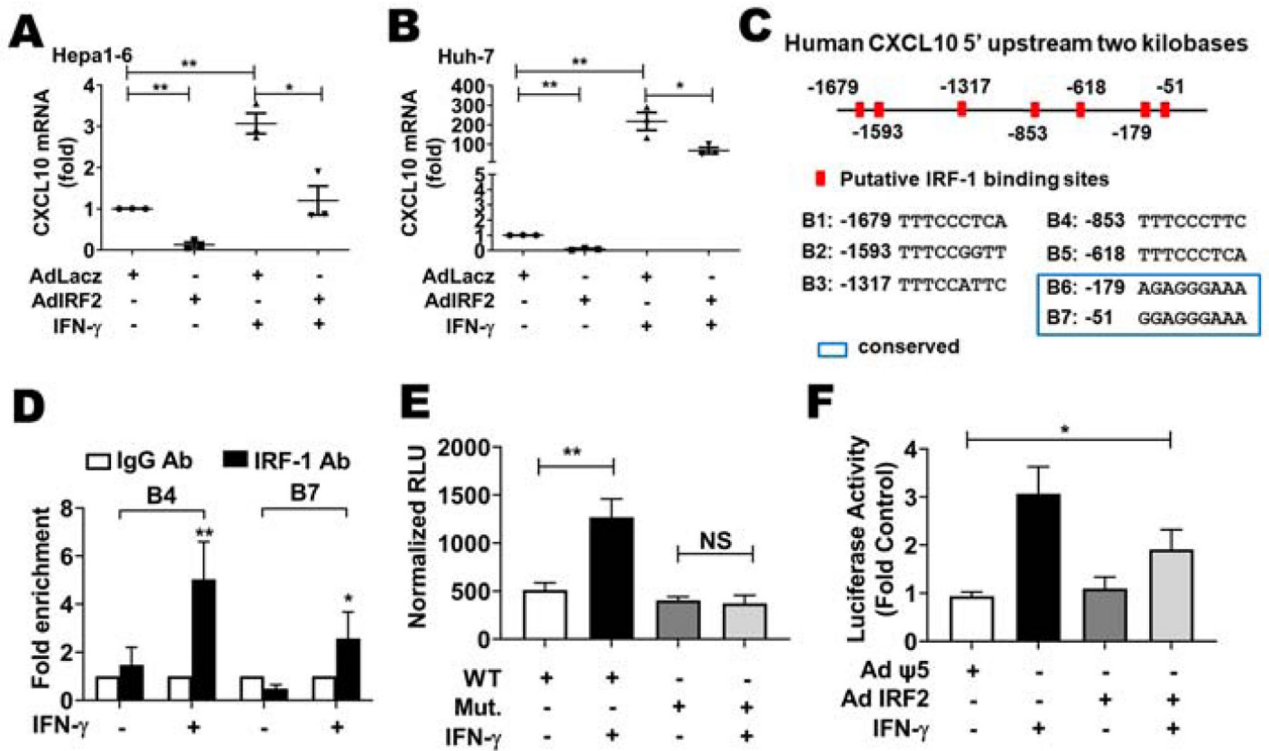 A
Hepa1-6
**
**
*
CXCL10 mRNA
(fold)
4
3
2
1
0
AdLacz + - + -
AdIRF2 - + - +
IFN-γ - - + +
B
Huh-7
**
**
*
CXCL10 mRNA
(fold)
400
300
200
100
5
4
3
2
1
0
AdLacz + - + -
AdIRF2 - + - +
IFN-γ - - + +
C
Human CXCL10 5' upstream two kilobases
-1679 -1317 -618 -51
-1593 -853 -179
Putative IRF-1 binding sites
B1: -1679 TTTCCCTCA
B2: -1593 TTTCCGGTT
B3: -1317 TTTCCATTC
B4: -853 TTTCCCTTC
B5: -618 TTTCCCTCA
B6: -179 AGAGGGAAA
B7: -51 GGAGGGAAA
conserved
D
IgG Ab IRF-1 Ab
B4 B7
**
*
Fold enrichment
8
6
4
2
0
IFN-γ - + - +
E
**
NS
Normalized RLU
2000
1500
1000
500
0
WT + + - -
Mut. - - + +
IFN-γ - + - +
F
*
Luciferase Activity
(Fold Control)
4
3
2
1
0
Ad ψ5 + - - -
Ad IRF2 - - + +
IFN-γ - + - +